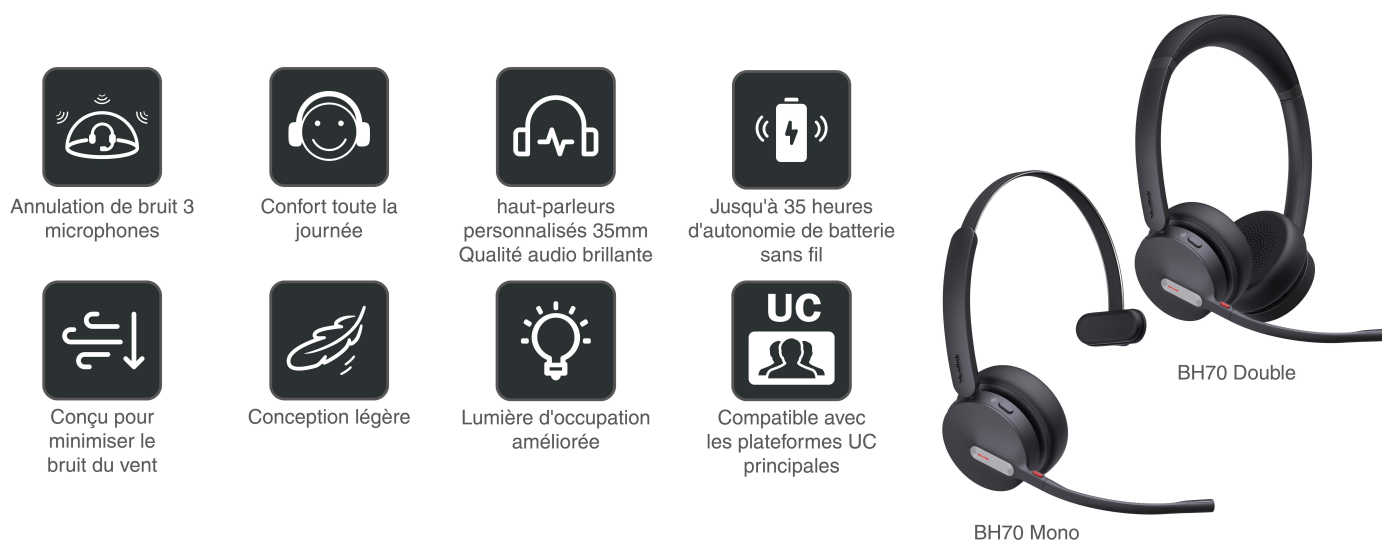 Annulation de bruit 3
microphones
Confort toute la
journée
haut-parleurs
personnalisés 35mm
Qualité audio brillante
Jusqu'à 35 heures
d'autonomie de batterie
sans fil
Conçu pour
minimiser le
bruit du vent
Conception légère
Lumière d'occupation
améliorée
UC
Compatible avec
les plateformes UC
principales
Yealink
BH70 Double
Yealink
BH70 Mono